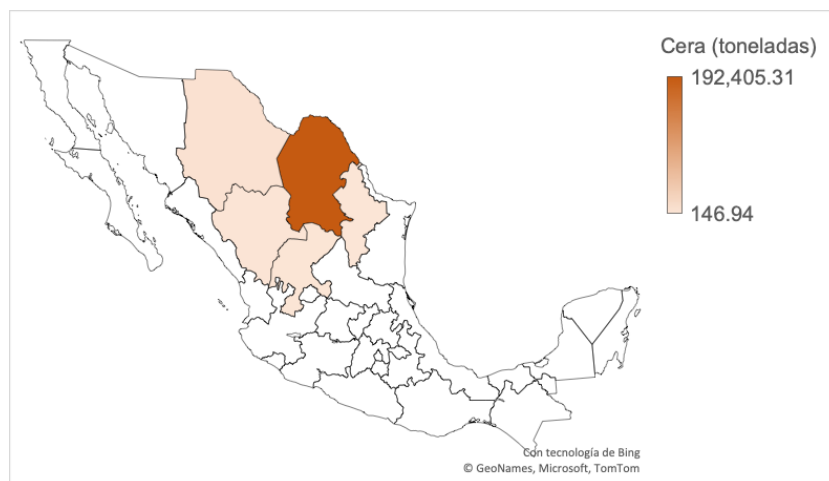 Cera (toneladas)
192,405.31
146.94
Con tecnología de Bing
© GeoNames, Microsoft, TomTom